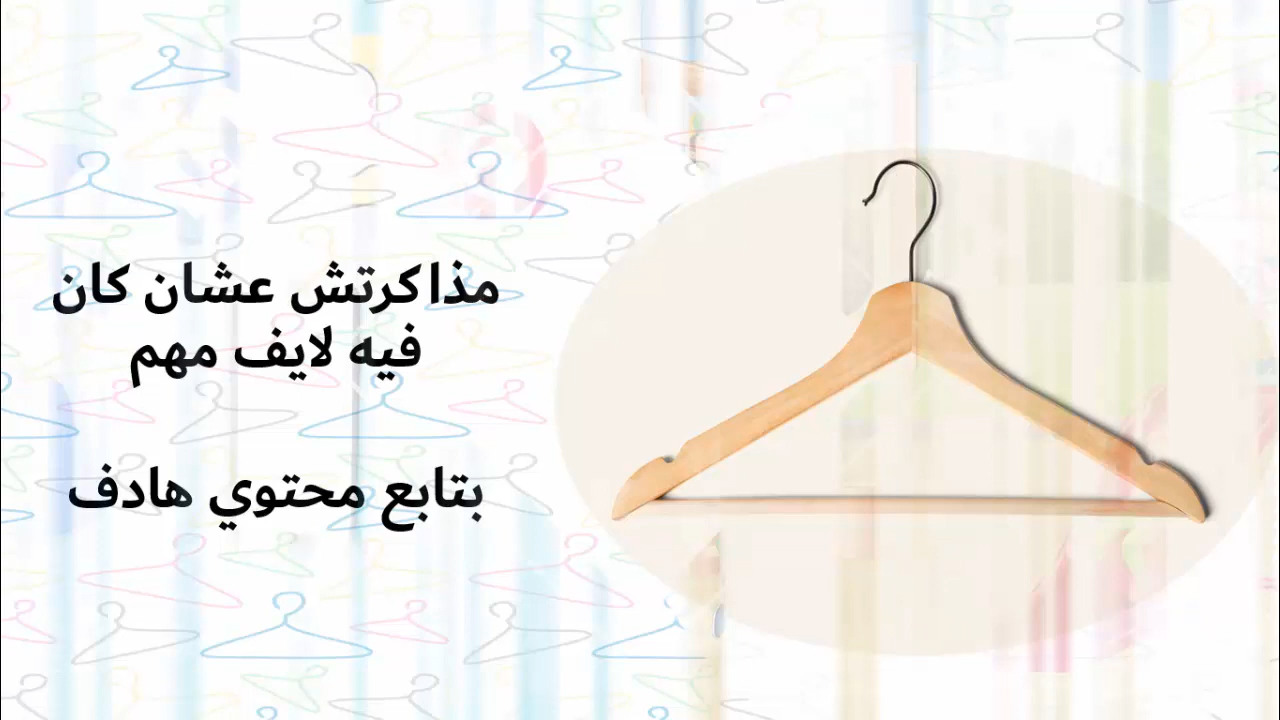 مذاكرتش عشان كان
فيه لايف مهم
بتابع محتوي هادف